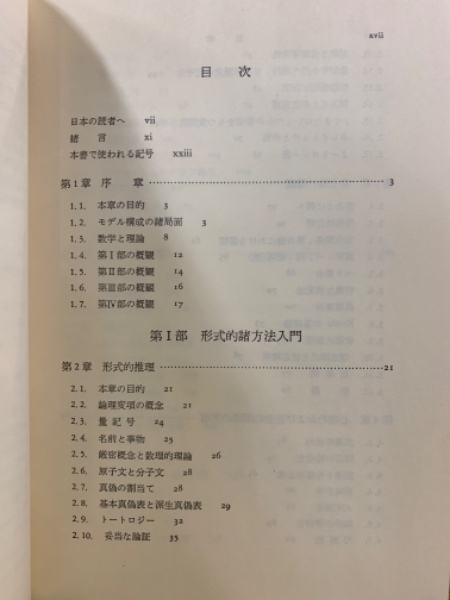 xvii
目 次
日本の読者へ vii
緒 言 xi
本書で使われる記号 xxiii
第1章 序 章 3
1.1. 本章の目的 3
1.2. モデル構成の諸局面 3
1.3. 数学と理論 8
1.4. 第Ⅰ部の概観 12
1.5. 第Ⅱ部の概観 14
1.6. 第Ⅲ部の概観 16
1.7. 第Ⅳ部の概観 17
第Ⅰ部 形式的諸方法入門
第2章 形式的推理 21
2.1. 本章の目的 21
2.2. 論理変項の概念 21
2.3. 量記号 24
2.4. 名前と事物 25
2.5. 厳密概念と数理的理論 26
2.6. 原子文と分子文 28
2.7. 真偽の割当て 28
2.8. 基本真偽表と派生真偽表 29
2.9. トートロジー 32
2.10. 妥当な論証 35